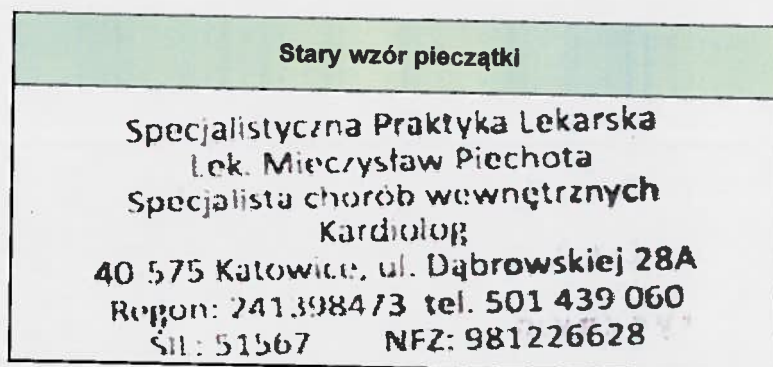 Stary wzór pieczątki
Specjalistyczna Praktyka Lekarska
Lek. Mieczysław Piechota
Specjalista chorób wewnętrznych
Kardiolog
40 575 Katowice, ul. Dąbrowskiej 28A
Regon: 241398473 tel. 501 439 060
ŚIL: 51567 NFZ: 981226628